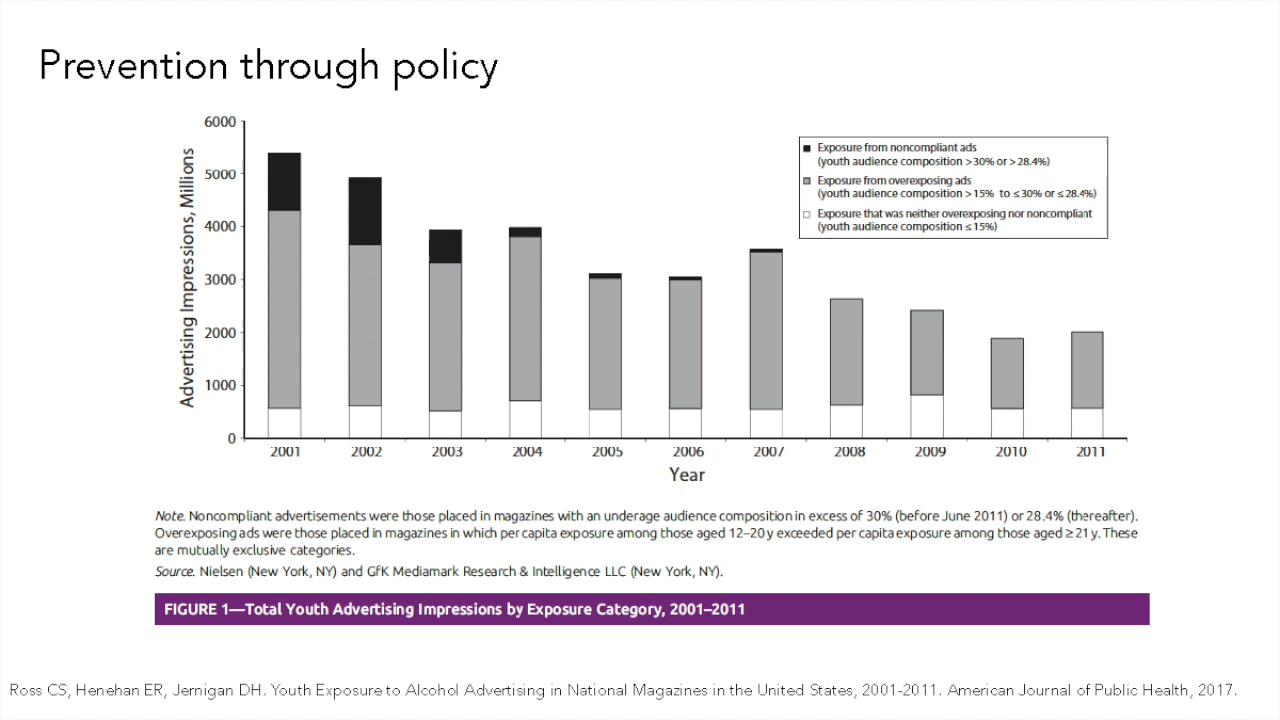 Prevention through policy
6000
5000
4000
3000
2000
1000
0
Advertising Impressions, Millions
Exposure from noncompliant ads
(youth audience composition >30% or >28.4%)
Exposure from overexposing ads
(youth audience composition >15% to ≤30% or ≤28.4%)
Exposure that was neither overexposing nor noncompliant
(youth audience composition ≤15%)
2001 2002 2003 2004 2005 2006 2007 2008 2009 2010 2011
Year
Note. Noncompliant advertisements were those placed in magazines with an underage audience composition in excess of 30% (before June 2011) or 28.4% (thereafter).
Overexposing ads were those placed in magazines in which per capita exposure among those aged 12–20 y exceeded per capita exposure among those aged ≥21 y. These
are mutually exclusive categories.
Source. Nielsen (New York, NY) and GfK Mediamark Research & Intelligence LLC (New York, NY).
FIGURE 1—Total Youth Advertising Impressions by Exposure Category, 2001–2011
Ross CS, Henehan ER, Jernigan DH. Youth Exposure to Alcohol Advertising in National Magazines in the United States, 2001-2011. American Journal of Public Health, 2017.